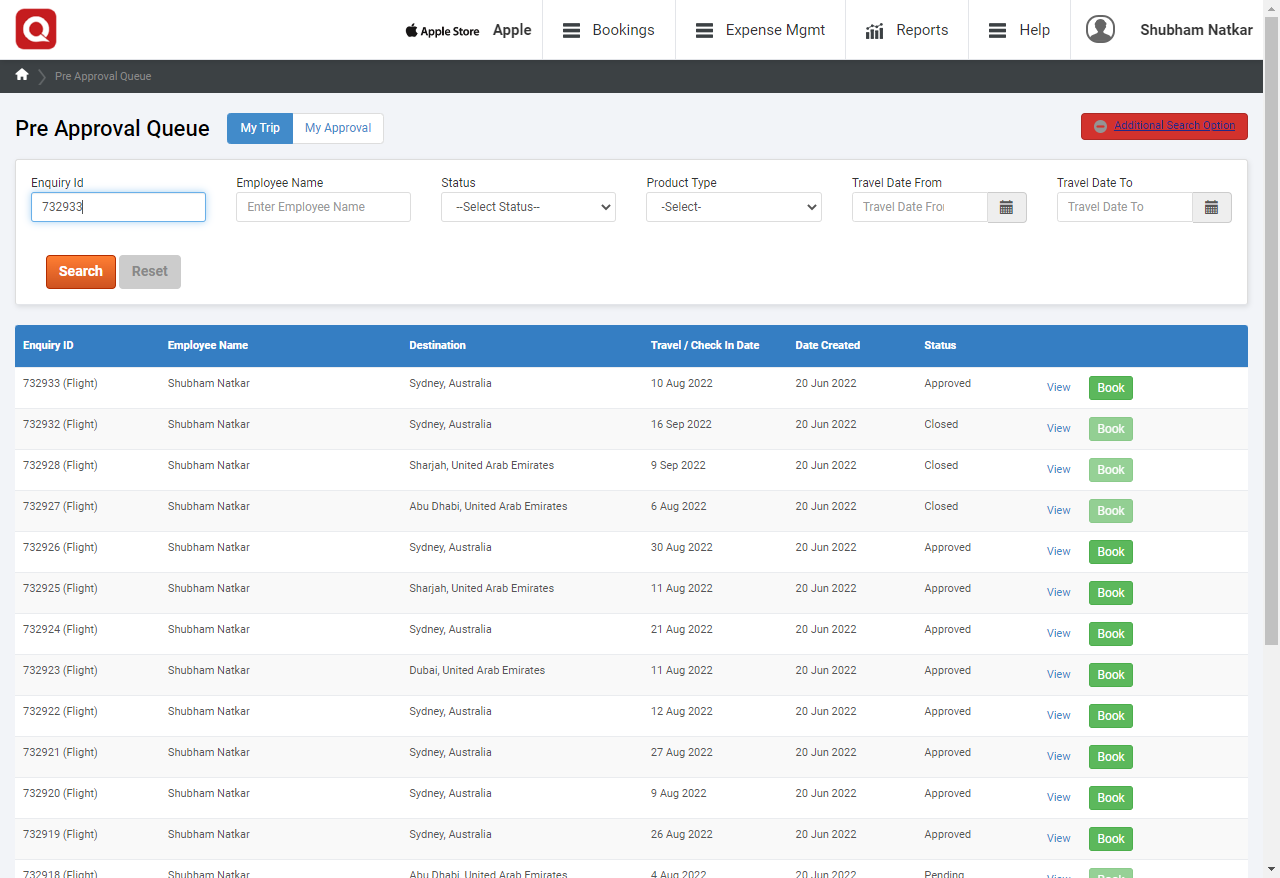 Apple Store Apple Bookings Expense Mgmt Reports Help Shubham Natkar
Pre Approval Queue
Pre Approval Queue My Trip My Approval Additional Search Option
Enquiry Id Employee Name Status Product Type Travel Date From Travel Date To
732933 Enter Employee Name --Select Status-- -Select- Travel Date From Travel Date To
Search Reset
Enquiry ID Employee Name Destination Travel / Check In Date Date Created Status
732933 (Flight) Shubham Natkar Sydney, Australia 10 Aug 2022 20 Jun 2022 Approved View Book
732932 (Flight) Shubham Natkar Sydney, Australia 16 Sep 2022 20 Jun 2022 Closed View Book
732928 (Flight) Shubham Natkar Sharjah, United Arab Emirates 9 Sep 2022 20 Jun 2022 Closed View Book
732927 (Flight) Shubham Natkar Abu Dhabi, United Arab Emirates 6 Aug 2022 20 Jun 2022 Closed View Book
732926 (Flight) Shubham Natkar Sydney, Australia 30 Aug 2022 20 Jun 2022 Approved View Book
732925 (Flight) Shubham Natkar Sharjah, United Arab Emirates 11 Aug 2022 20 Jun 2022 Approved View Book
732924 (Flight) Shubham Natkar Sydney, Australia 21 Aug 2022 20 Jun 2022 Approved View Book
732923 (Flight) Shubham Natkar Dubai, United Arab Emirates 11 Aug 2022 20 Jun 2022 Approved View Book
732922 (Flight) Shubham Natkar Sydney, Australia 12 Aug 2022 20 Jun 2022 Approved View Book
732921 (Flight) Shubham Natkar Sydney, Australia 27 Aug 2022 20 Jun 2022 Approved View Book
732920 (Flight) Shubham Natkar Sydney, Australia 9 Aug 2022 20 Jun 2022 Approved View Book
732919 (Flight) Shubham Natkar Sydney, Australia 26 Aug 2022 20 Jun 2022 Approved View Book
732918 (Flight) Shubham Natkar Abu Dhabi, United Arab Emirates 4 Aug 2022 20 Jun 2022 Pending View Book